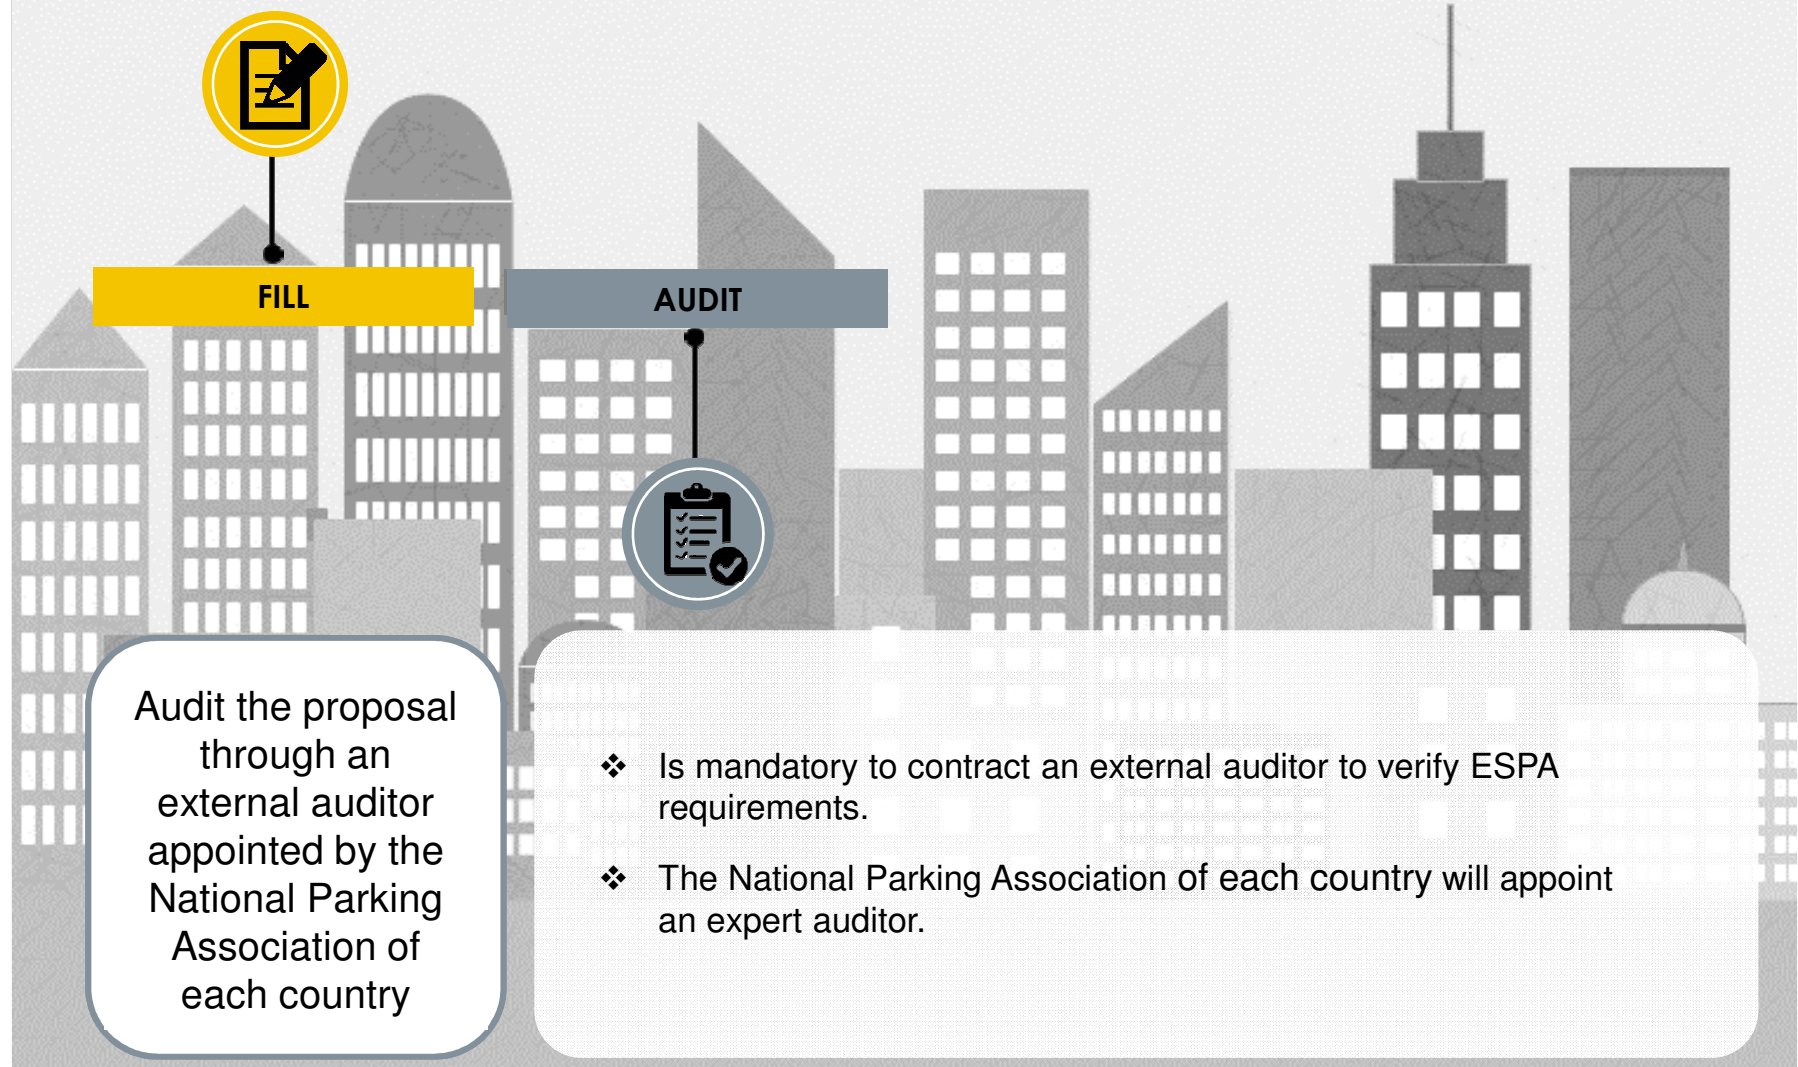 FILL
AUDIT
Audit the proposal
through an
external auditor
appointed by the
National Parking
Association of
each country
❖ Is mandatory to contract an external auditor to verify ESPA
requirements.
❖ The National Parking Association of each country will appoint
an expert auditor.